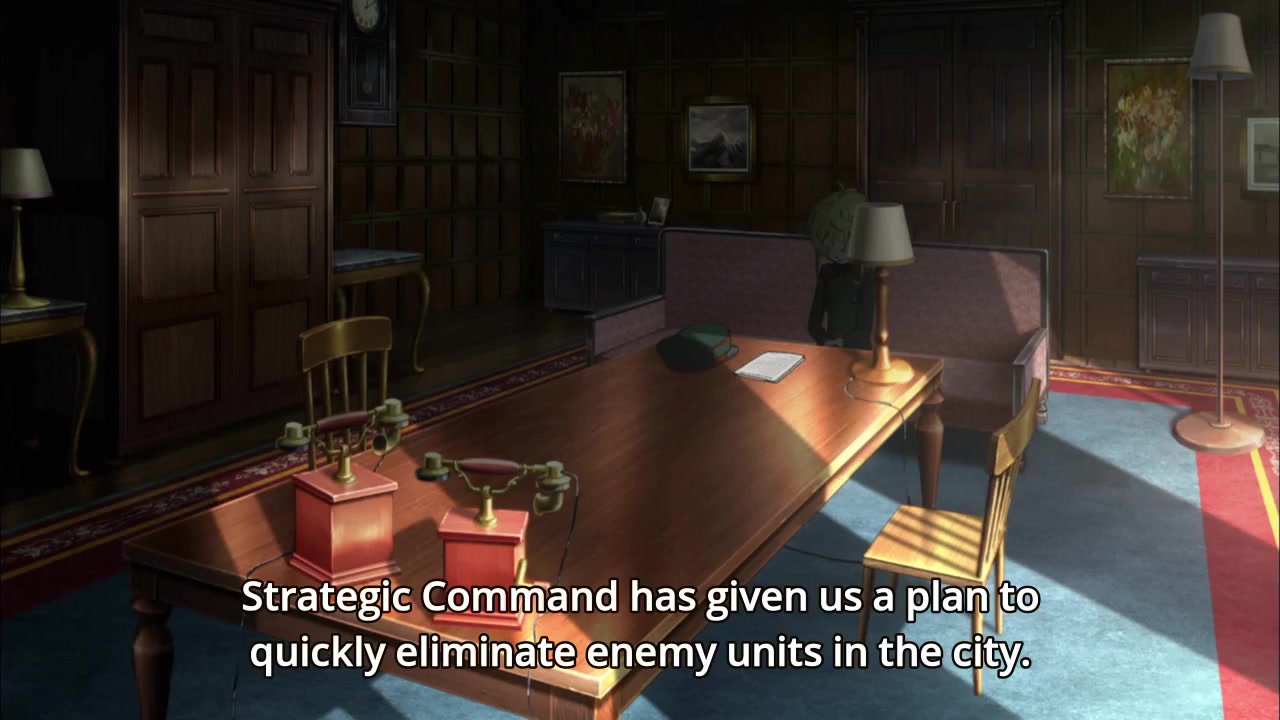 Strategic Command has given us a plan to
quickly eliminate enemy units in the city.